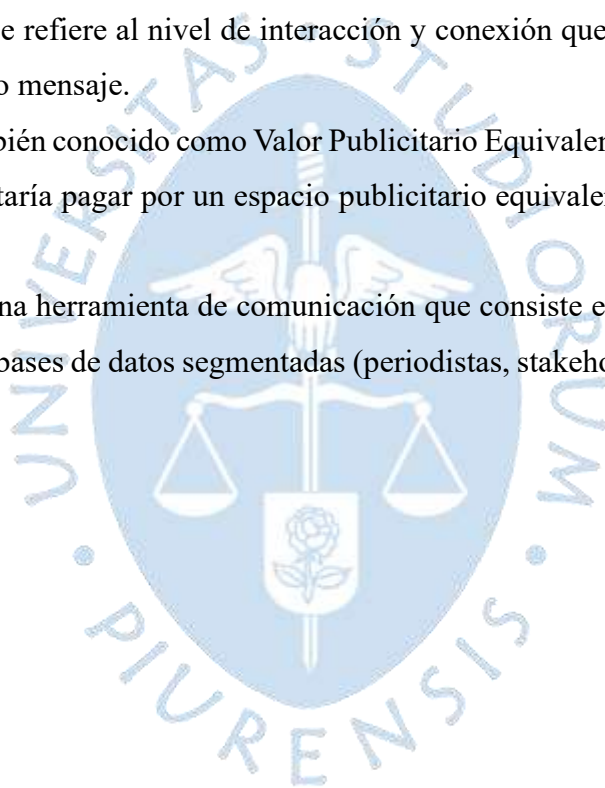 e refiere al nivel de interacción y conexión que
o mensaje.
bién conocido como Valor Publicitario Equivalen
taría pagar por un espacio publicitario equivalen
na herramienta de comunicación que consiste e
bases de datos segmentadas (periodistas, stakeho
UNIVERSITAS STUDIORUM
PIURENSIS